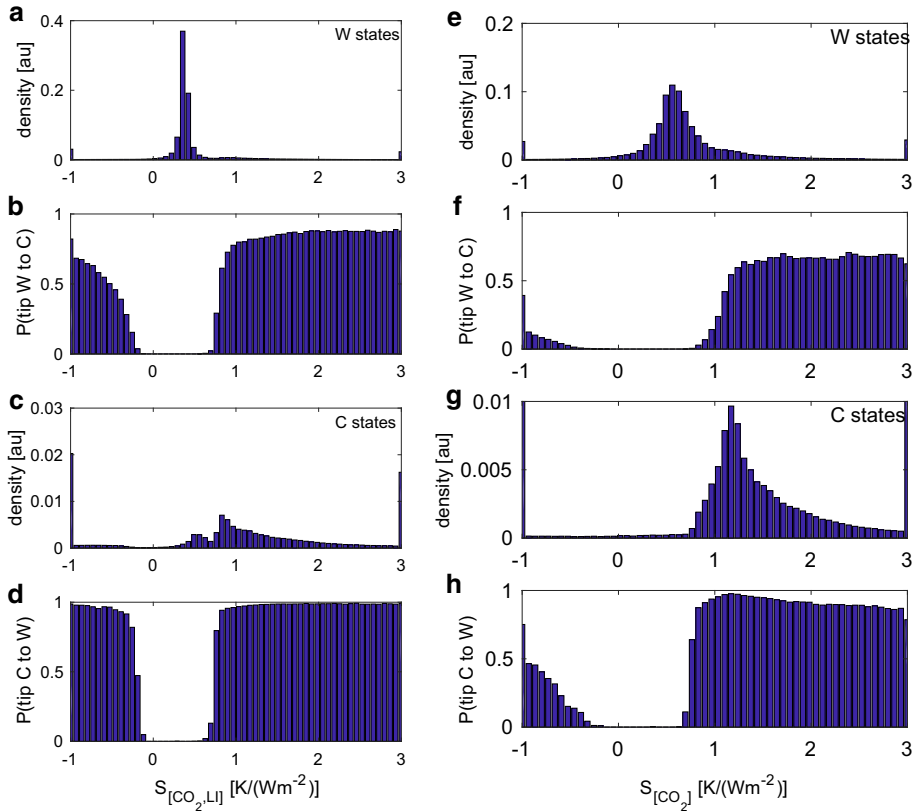 a
W states
density [au]
0.4
0.2
0
-1 0 1 2 3
b
P(tip W to C)
1
0.5
0
-1 0 1 2 3
c
C states
density [au]
0.03
0.02
0.01
0
-1 0 1 2 3
d
P(tip C to W)
1
0.5
0
-1 0 1 2 3
S[CO2,LI] [K/(Wm-2)]
e
W states
density [au]
0.2
0.1
0
-1 0 1 2 3
f
P(tip W to C)
1
0.5
0
-1 0 1 2 3
g
C states
density [au]
0.01
0.005
0
-1 0 1 2 3
h
P(tip C to W)
1
0.5
0
-1 0 1 2 3
S[CO2] [K/(Wm-2)]